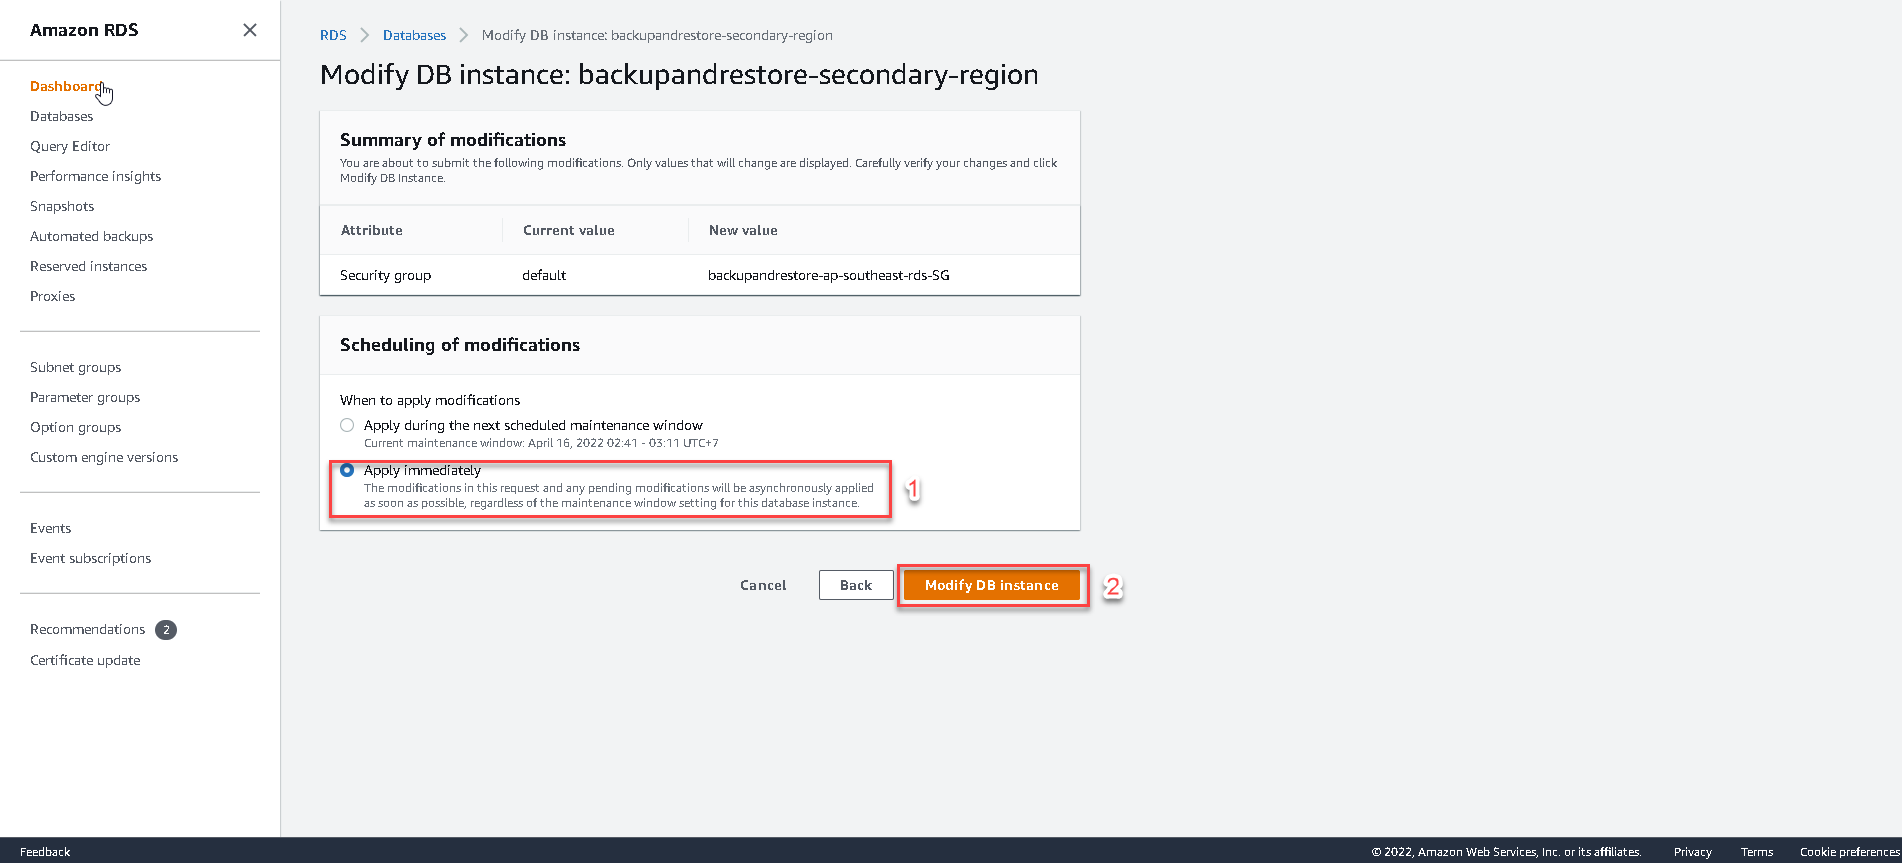 Amazon RDS
Dashboard
Databases
Query Editor
Performance insights
Snapshots
Automated backups
Reserved instances
Proxies
Subnet groups
Parameter groups
Option groups
Custom engine versions
Events
Event subscriptions
Recommendations 2
Certificate update
RDS Databases Modify DB instance: backupandrestore-secondary-region
Modify DB instance: backupandrestore-secondary-region
Summary of modifications
You are about to submit the following modifications. Only values that will change are displayed. Carefully verify your changes and click
Modify DB Instance.
Attribute Current value New value
Security group default backupandrestore-ap-southeast-rds-SG
Scheduling of modifications
When to apply modifications
Apply during the next scheduled maintenance window
Current maintenance window: April 16, 2022 02:41 - 03:11 UTC+7
Apply immediately
The modifications in this request and any pending modifications will be asynchronously applied
as soon as possible, regardless of the maintenance window setting for this database instance.
1
Cancel Back Modify DB instance 2
Feedback © 2022, Amazon Web Services, Inc. or its affiliates. Privacy Terms Cookie preferences